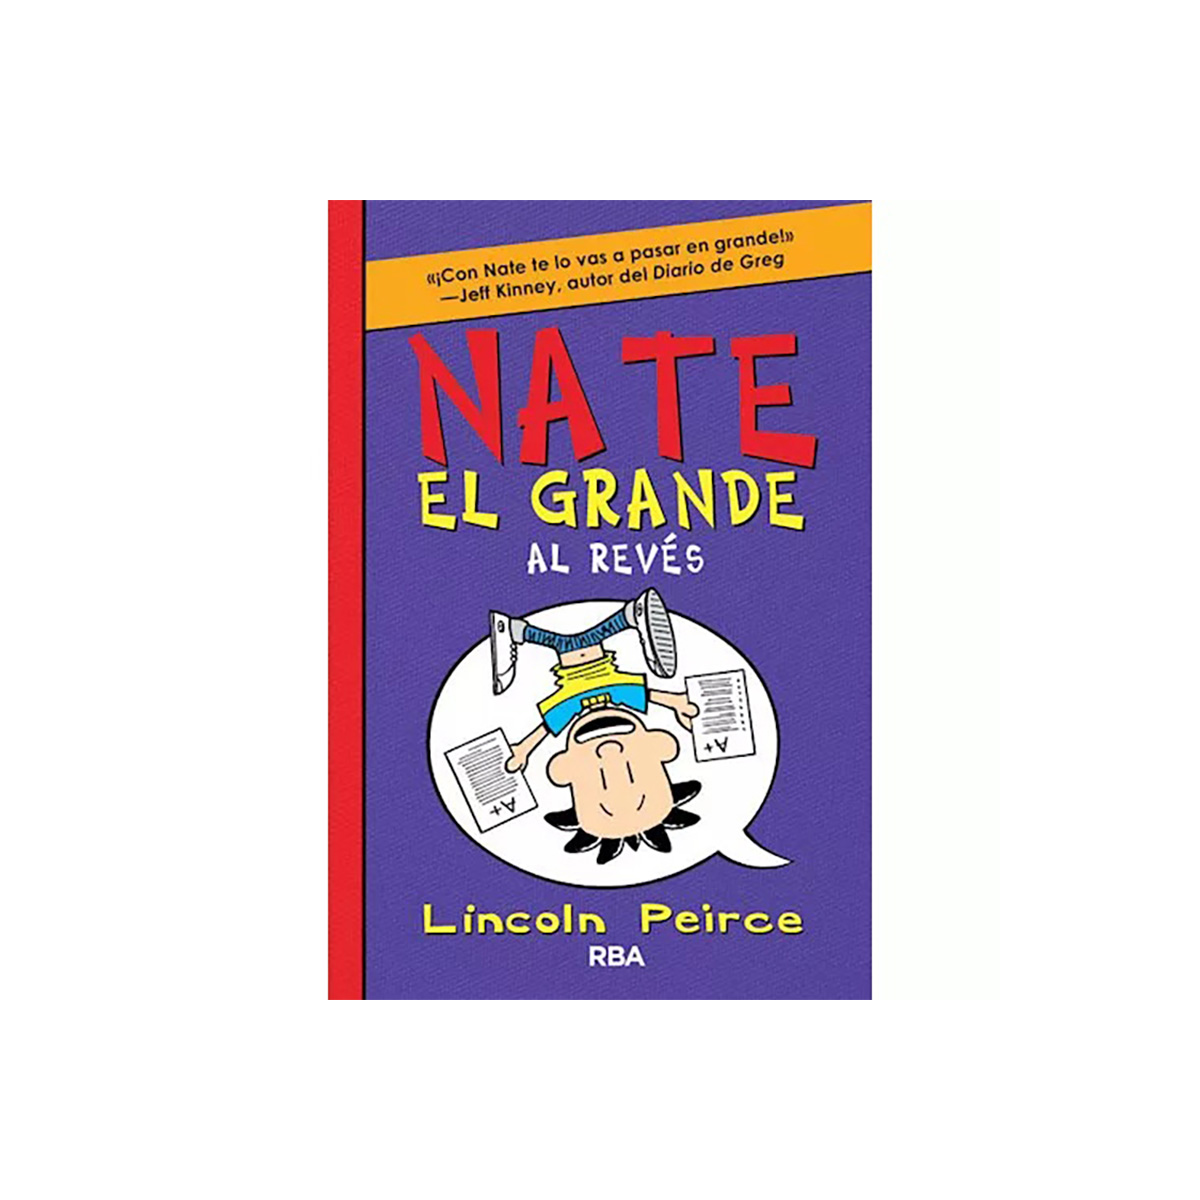 «¡Con Nate te lo vas a pasar en grande!»
—Jeff Kinney, autor del Diario de Greg
NATE
EL GRANDE
AL REVÉS
A+
A+
Lincoln Peirce
RBA